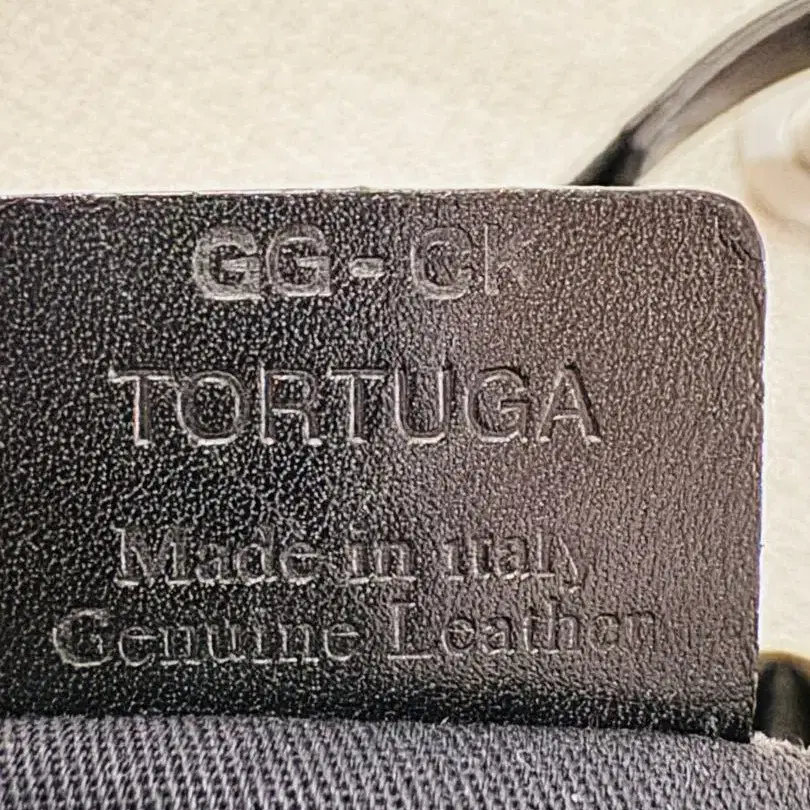 GG-CK
TORTUGA
Made in italy
Genuine Leather